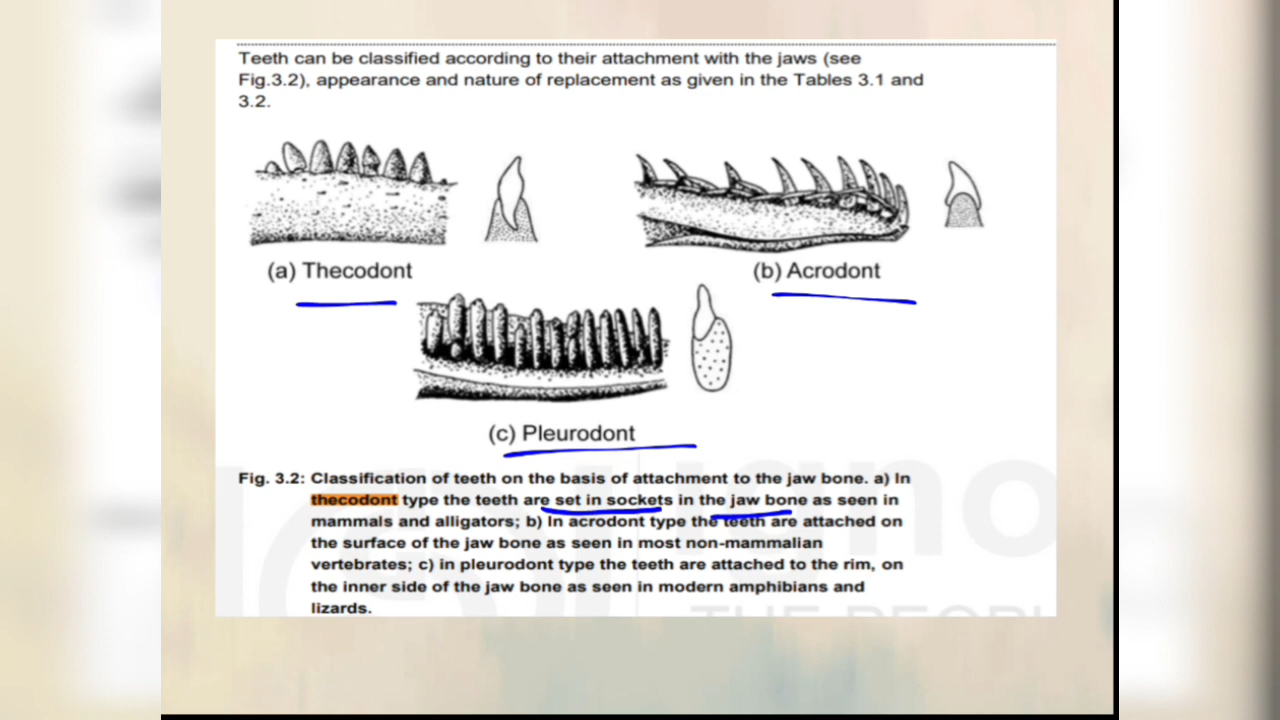 Teeth can be classified according to their attachment with the jaws (see
Fig.3.2), appearance and nature of replacement as given in the Tables 3.1 and
3.2.
(a) Thecodont
(b) Acrodont
(c) Pleurodont
Fig. 3.2: Classification of teeth on the basis of attachment to the jaw bone. a) In
thecodont type the teeth are set in sockets in the jaw bone as seen in
mammals and alligators; b) In acrodont type the teeth are attached on
the surface of the jaw bone as seen in most non-mammalian
vertebrates; c) in pleurodont type the teeth are attached to the rim, on
the inner side of the jaw bone as seen in modern amphibians and
lizards.